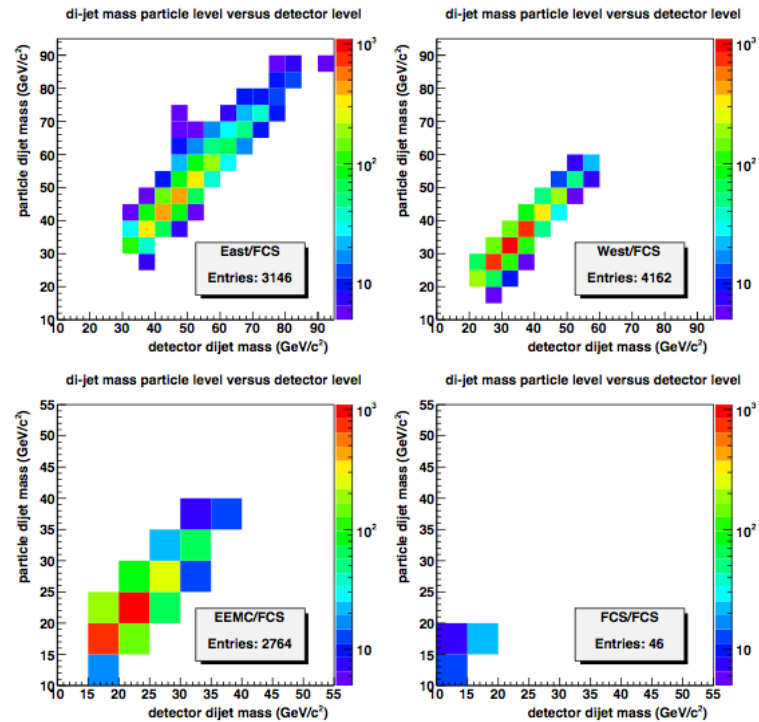 di-jet mass particle level versus detector level
particle dijet mass (GeV/c²)
90
80
70
60
50
40
30
20
10
10 20 30 40 50 60 70 80 90
detector dijet mass (GeV/c²)
East/FCS
Entries: 3146
10³
10²
10
di-jet mass particle level versus detector level
particle dijet mass (GeV/c²)
90
80
70
60
50
40
30
20
10
10 20 30 40 50 60 70 80 90
detector dijet mass (GeV/c²)
West/FCS
Entries: 4162
10³
10²
10
di-jet mass particle level versus detector level
particle dijet mass (GeV/c²)
55
50
45
40
35
30
25
20
15
10
10 15 20 25 30 35 40 45 50 55
detector dijet mass (GeV/c²)
EEMC/FCS
Entries: 2764
10³
10²
10
di-jet mass particle level versus detector level
particle dijet mass (GeV/c²)
55
50
45
40
35
30
25
20
15
10
10 15 20 25 30 35 40 45 50 55
detector dijet mass (GeV/c²)
FCS/FCS
Entries: 46
10³
10²
10